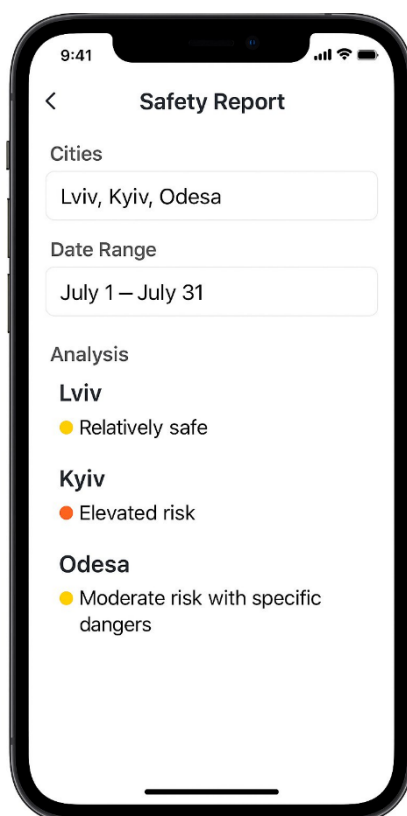 9:41
Safety Report
Cities
Lviv, Kyiv, Odesa
Date Range
July 1 – July 31
Analysis
Lviv
Relatively safe
Kyiv
Elevated risk
Odesa
Moderate risk with specific
dangers